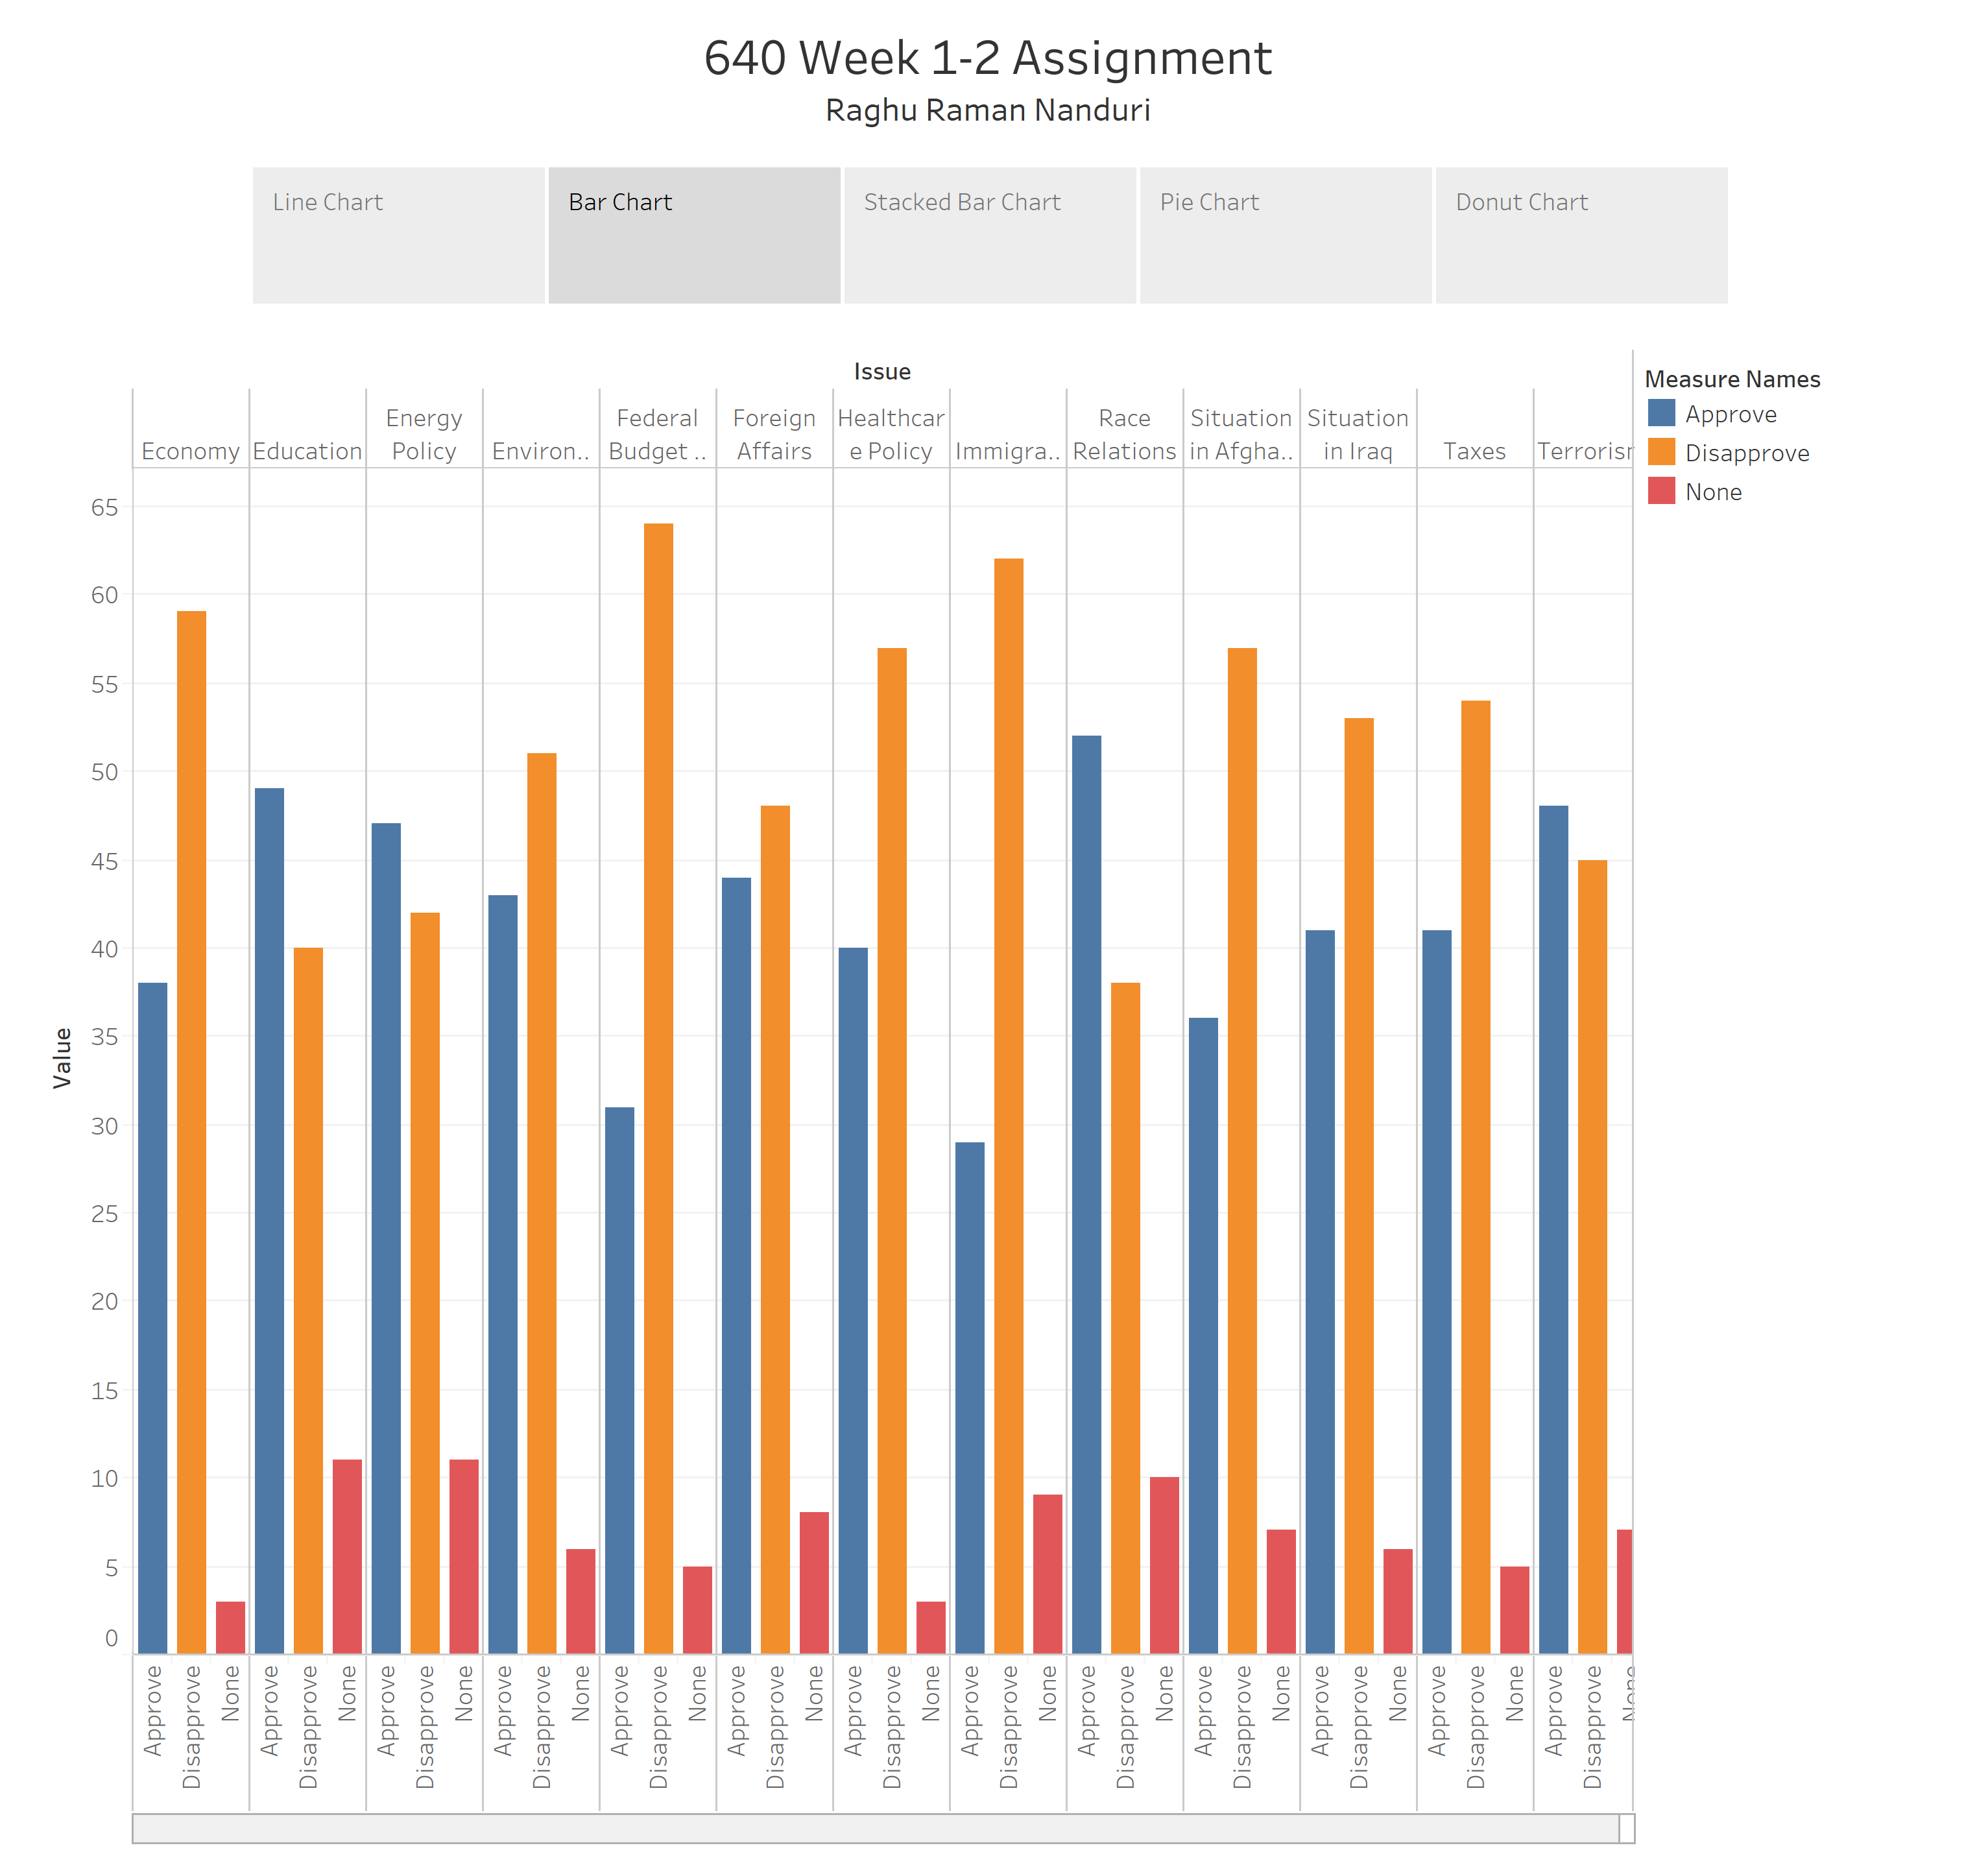 640 Week 1-2 Assignment
Raghu Raman Nanduri
Line Chart
Bar Chart
Stacked Bar Chart
Pie Chart
Donut Chart
Issue
Economy
Education
Energy
Policy
Environ..
Federal
Budget ..
Foreign
Affairs
Healthcar
e Policy
Immigra..
Race
Relations
Situation
in Afgha..
Situation
in Iraq
Taxes
Terrorism
Measure Names
Approve
Disapprove
None
Value
65
60
55
50
45
40
35
30
25
20
15
10
5
0
Approve
Disapprove
None
Approve
Disapprove
None
Approve
Disapprove
None
Approve
Disapprove
None
Approve
Disapprove
None
Approve
Disapprove
None
Approve
Disapprove
None
Approve
Disapprove
None
Approve
Disapprove
None
Approve
Disapprove
None
Approve
Disapprove
None
Approve
Disapprove
None
Approve
Disapprove
None